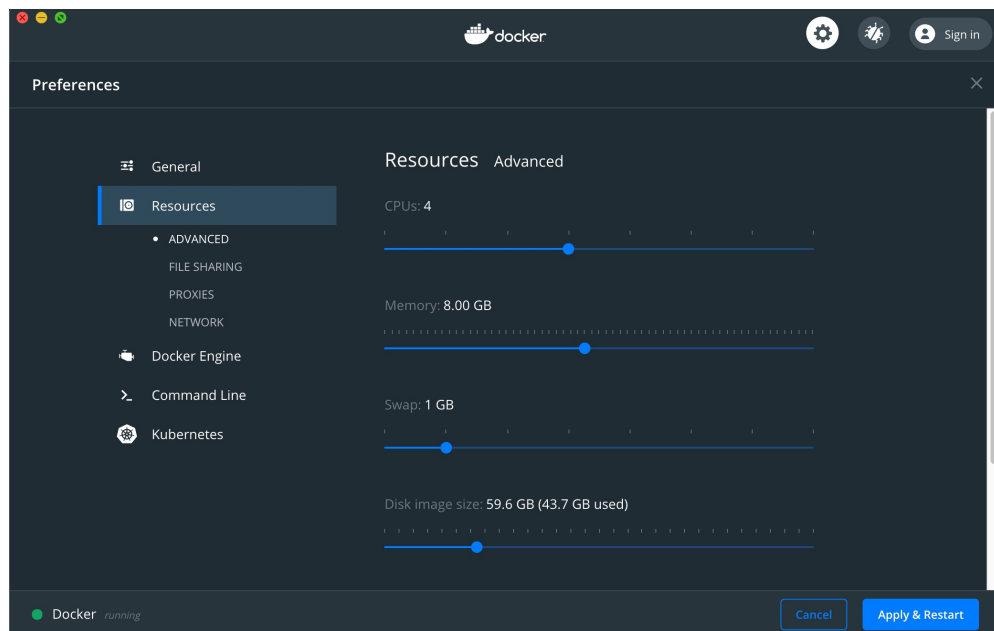 docker
Sign in
Preferences
General
Resources
ADVANCED
FILE SHARING
PROXIES
NETWORK
Docker Engine
Command Line
Kubernetes
Resources Advanced
CPUs: 4
Memory: 8.00 GB
Swap: 1 GB
Disk image size: 59.6 GB (43.7 GB used)
Docker running
Cancel
Apply & Restart